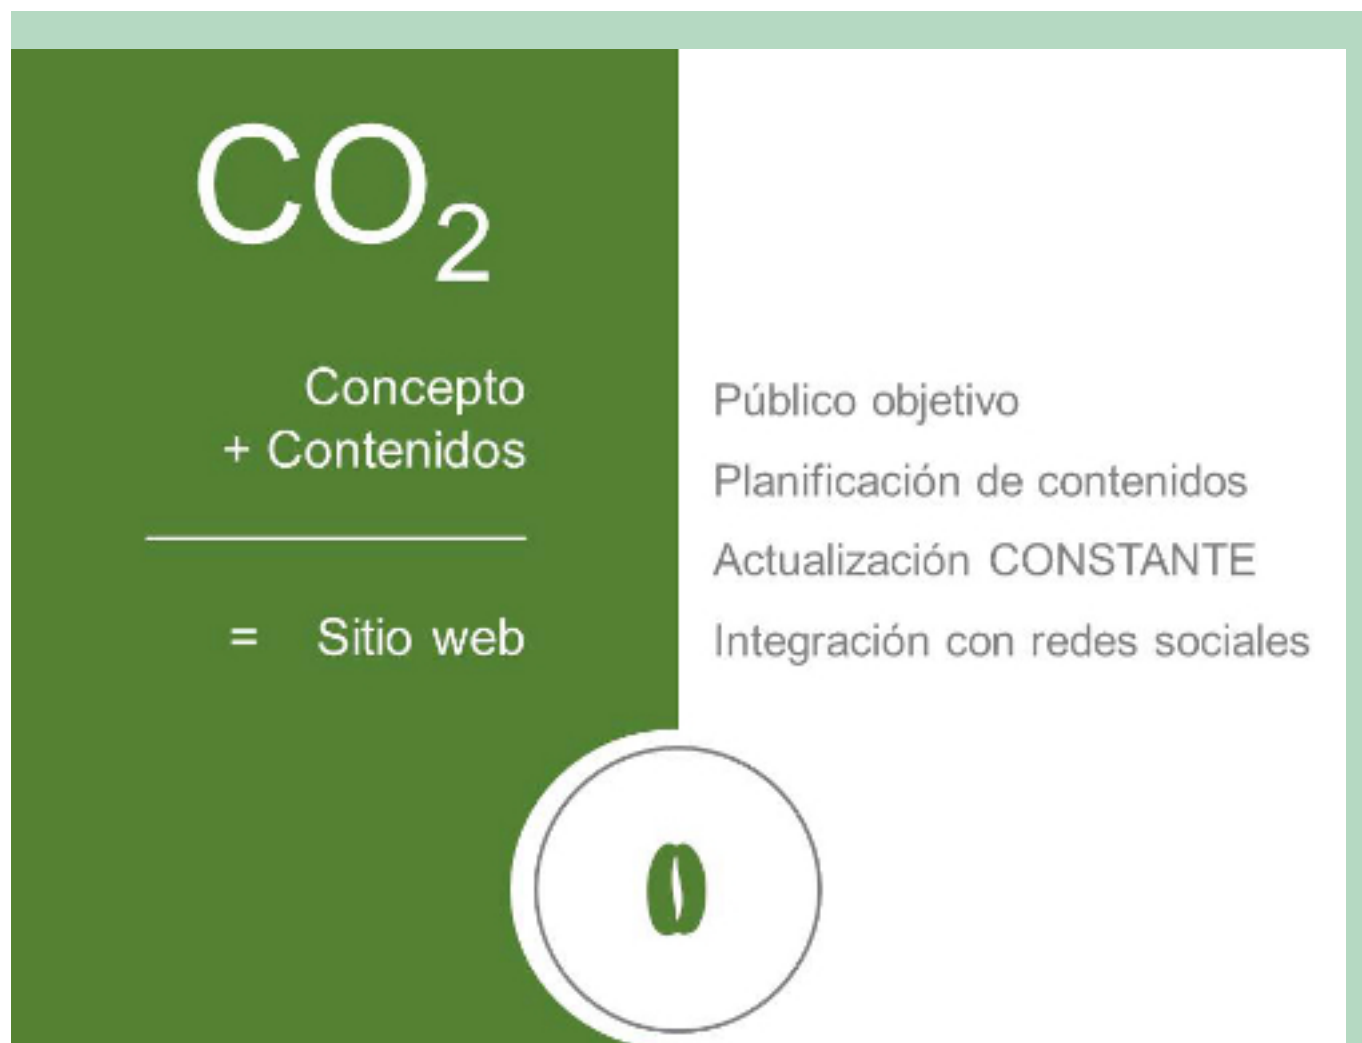 CO₂
Concepto
+ Contenidos
= Sitio web
Público objetivo
Planificación de contenidos
Actualización CONSTANTE
Integración con redes sociales